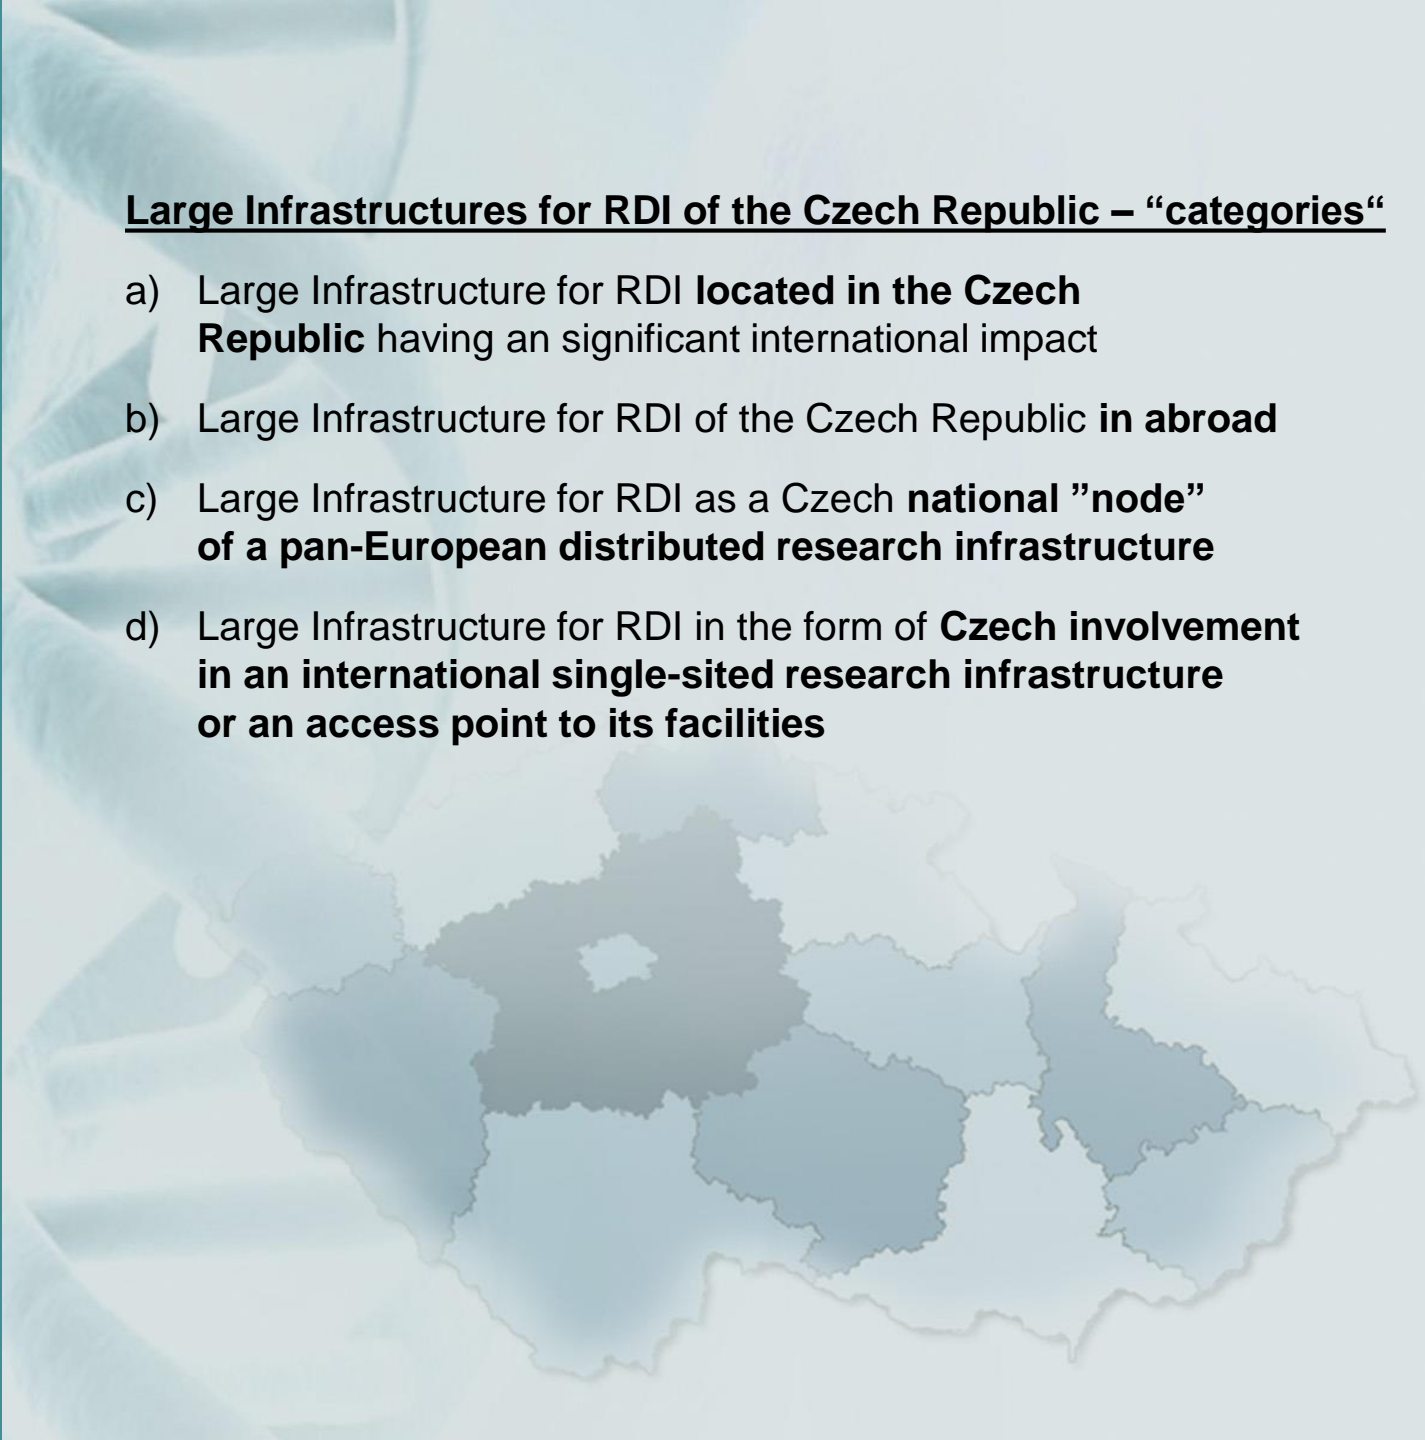 Large Infrastructures for RDI of the Czech Republic – “categories“
a) Large Infrastructure for RDI located in the Czech
Republic having an significant international impact
b) Large Infrastructure for RDI of the Czech Republic in abroad
c) Large Infrastructure for RDI as a Czech national ”node”
of a pan-European distributed research infrastructure
d) Large Infrastructure for RDI in the form of Czech involvement
in an international single-sited research infrastructure
or an access point to its facilities